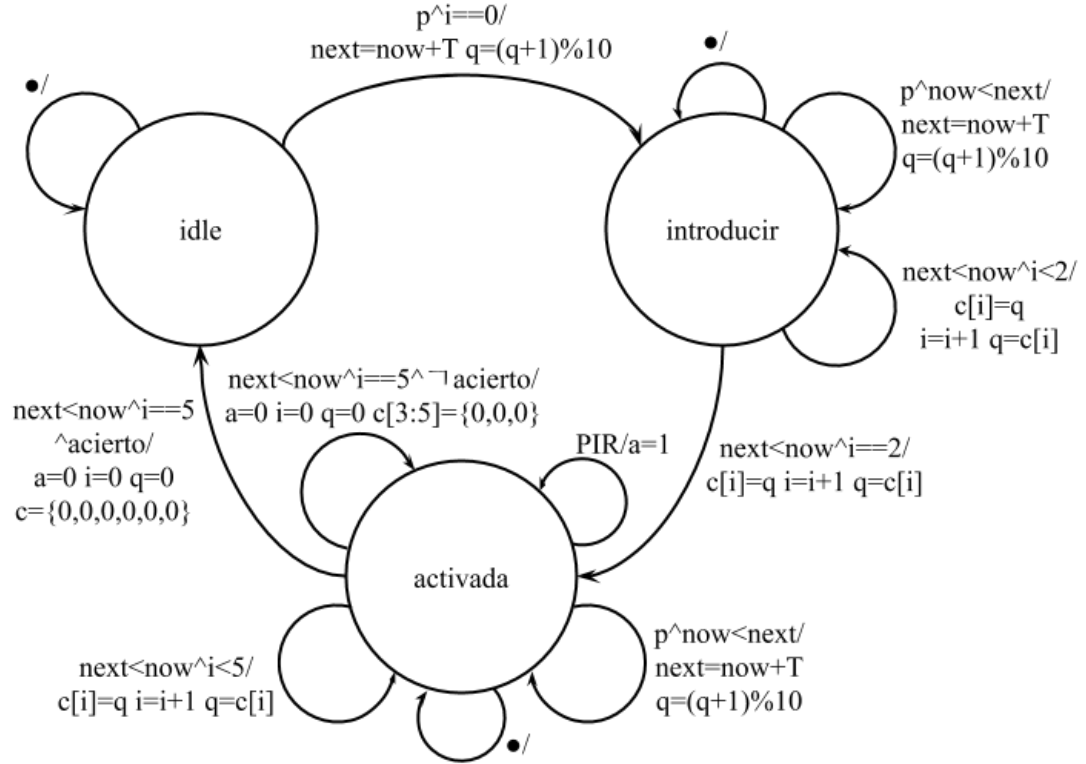 p^i==0/
next=now+T q=(q+1)%10
●/
●/
p^now<next/
next=now+T
q=(q+1)%10
idle
introducir
next<now^i<2/
c[i]=q
i=i+1 q=c[i]
next<now^i==5^¬ acierto/
a=0 i=0 q=0 c[3:5]={0,0,0}
next<now^i==5
^acierto/
a=0 i=0 q=0
c={0,0,0,0,0,0}
PIR/a=1
next<now^i==2/
c[i]=q i=i+1 q=c[i]
activada
next<now^i<5/
c[i]=q i=i+1 q=c[i]
p^now<next/
next=now+T
q=(q+1)%10
●/